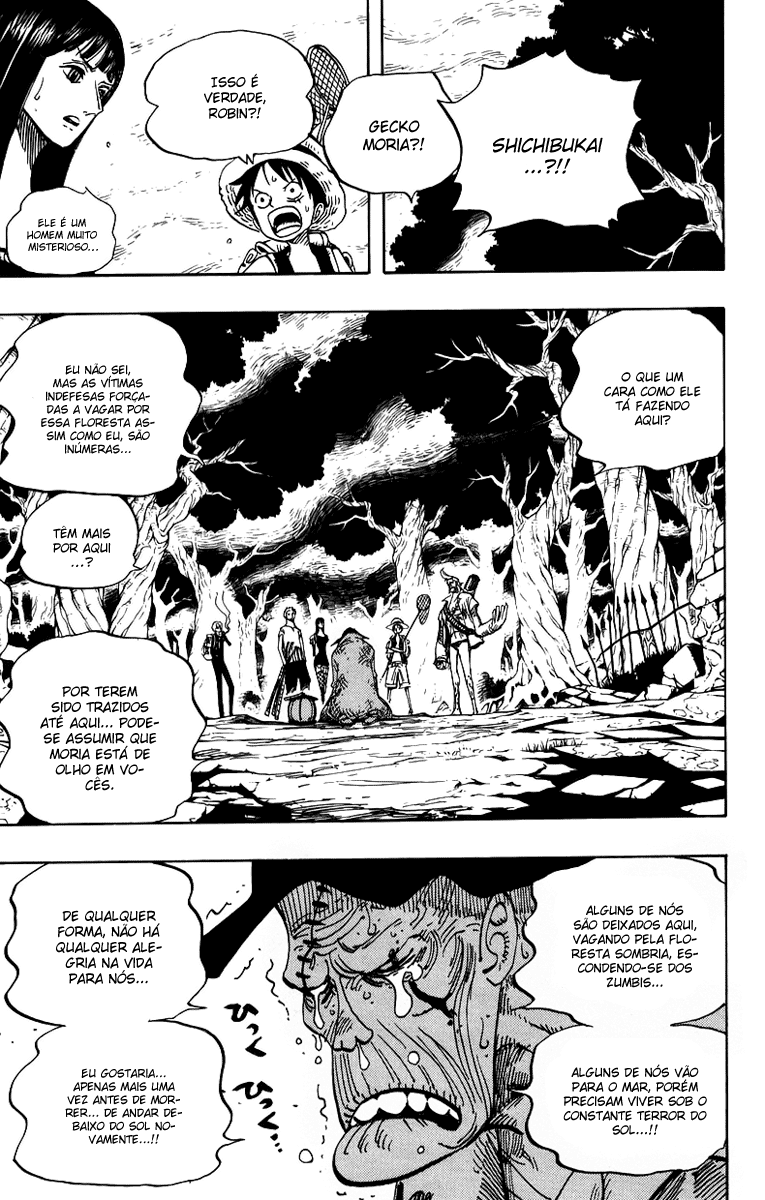 SHICHIBUKAI
...?!!
GECKO
MORIA?!
ISSO É
VERDADE,
ROBIN?!
ELE É UM
HOMEM MUITO
MISTERIOSO...
O QUE UM
CARA COMO ELE
TÁ FAZENDO
AQUI?
EU NÃO SEI,
MAS AS VÍTIMAS
INDEFESAS FORÇA-
DAS A VAGAR POR
ESSA FLORESTA AS-
SIM COMO EU, SÃO
INÚMERAS...
TÊM MAIS
POR AQUI
...?
POR TEREM
SIDO TRAZIDOS
ATÉ AQUI... PODE-
SE ASSUMIR QUE
MORIA ESTÁ DE
OLHO EM VO-
CÊS.
ALGUNS DE NÓS
SÃO DEIXADOS AQUI,
VAGANDO PELA FLO-
RESTA SOMBRIA, ES-
CONDENDO-SE DOS
ZUMBIS...
ALGUNS DE NÓS VÃO
PARA O MAR, PORÉM
PRECISAM VIVER SOB O
CONSTANTE TERROR DO
SOL...!!
DE QUALQUER
FORMA, NÃO HÁ
QUALQUER ALE-
GRIA NA VIDA
PARA NÓS...
ひっく
ひっく
EU GOSTARIA...
APENAS MAIS UMA
VEZ ANTES DE MOR-
RER... DE ANDAR DE-
BAIXO DO SOL NO-
VAMENTE...!!